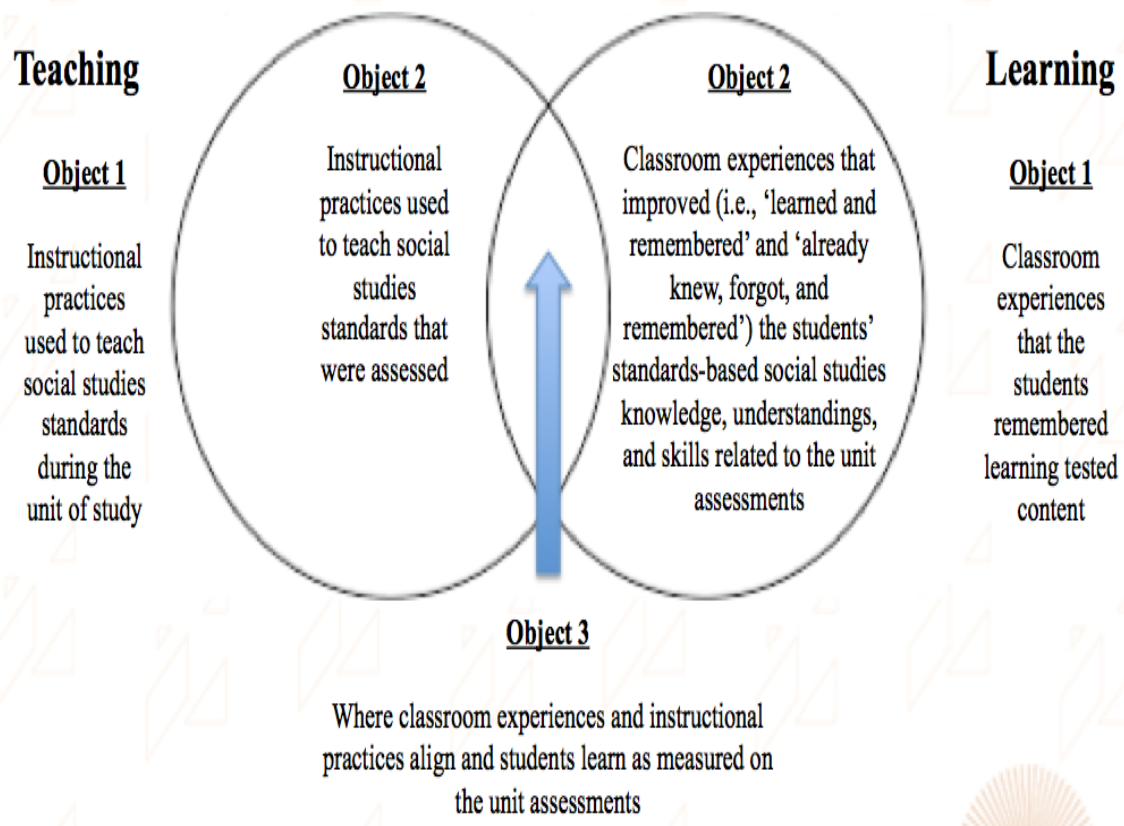 Teaching
Object 1
Instructional
practices
used to teach
social studies
standards
during the
unit of study
Object 2
Instructional
practices used
to teach social
studies
standards that
were assessed
Object 2
Classroom experiences that
improved (i.e., ‘learned and
remembered’ and ‘already
knew, forgot, and
remembered’) the students’
standards-based social studies
knowledge, understandings,
and skills related to the unit
assessments
Learning
Object 1
Classroom
experiences
that the
students
remembered
learning tested
content
Object 3
Where classroom experiences and instructional
practices align and students learn as measured on
the unit assessments